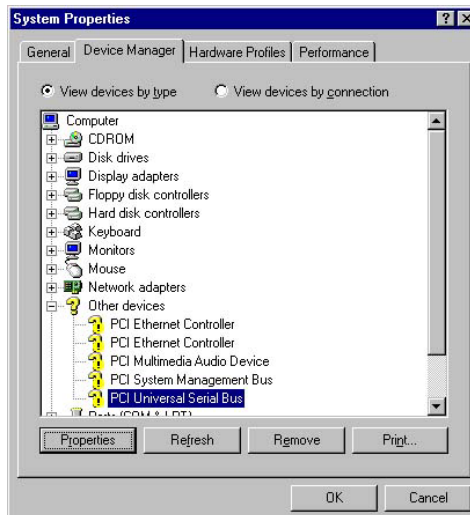 System Properties
General Device Manager Hardware Profiles Performance
View devices by type View devices by connection
Computer
CDROM
Disk drives
Display adapters
Floppy disk controllers
Hard disk controllers
Keyboard
Monitors
Mouse
Network adapters
Other devices
PCI Ethernet Controller
PCI Ethernet Controller
PCI Multimedia Audio Device
PCI System Management Bus
PCI Universal Serial Bus
Ports (COM & LPT)
Properties Refresh Remove Print...
OK Cancel